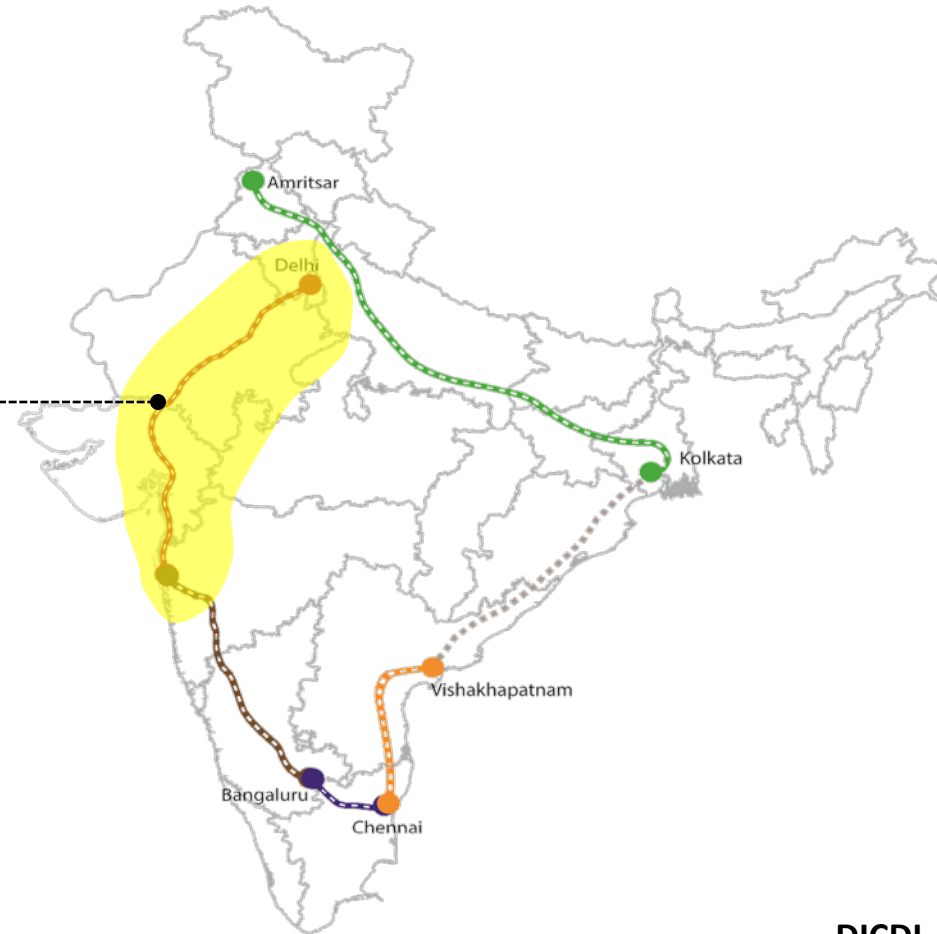 Amritsar
Delhi
Kolkata
Vishakhapatnam
Bangaluru
Chennai